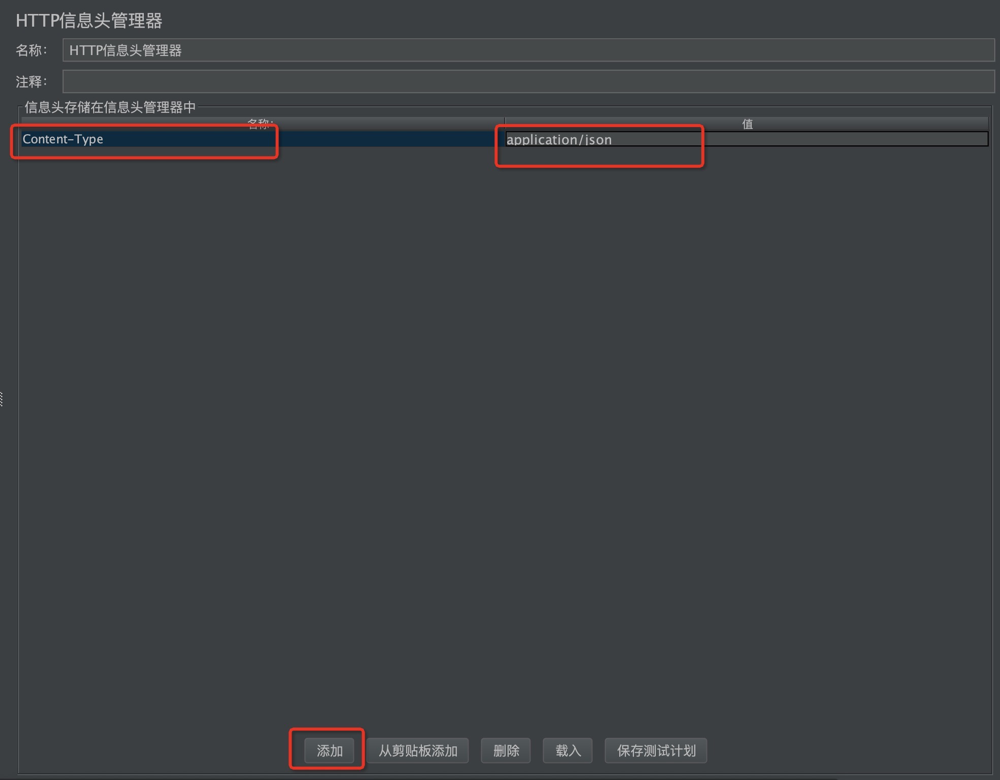 HTTP信息头管理器
名称： HTTP信息头管理器
注释：
信息头存储在信息头管理器中
名称: 值
Content-Type application/json
添加 从剪贴板添加 删除 载入 保存测试计划